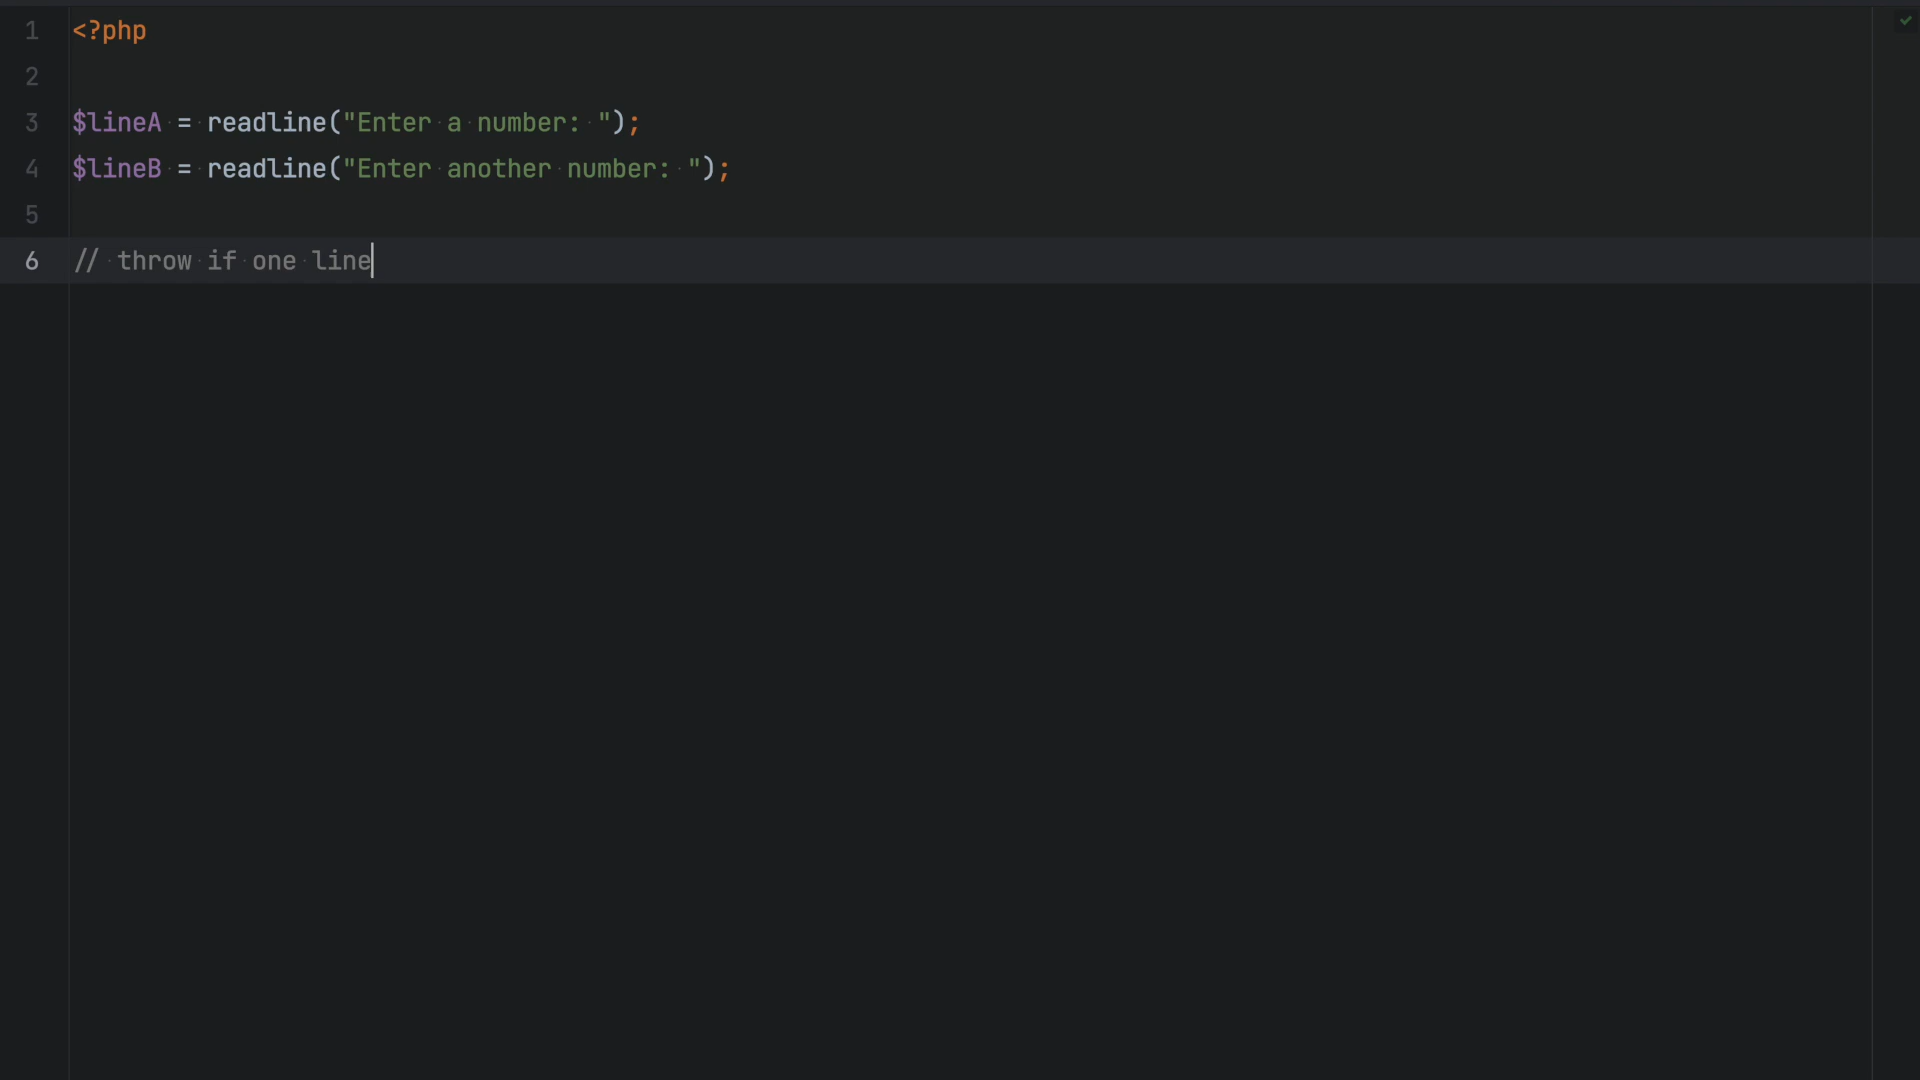 1 <?php
2
3 $lineA = readline("Enter a number: ");
4 $lineB = readline("Enter another number: ");
5
6 // throw if one line